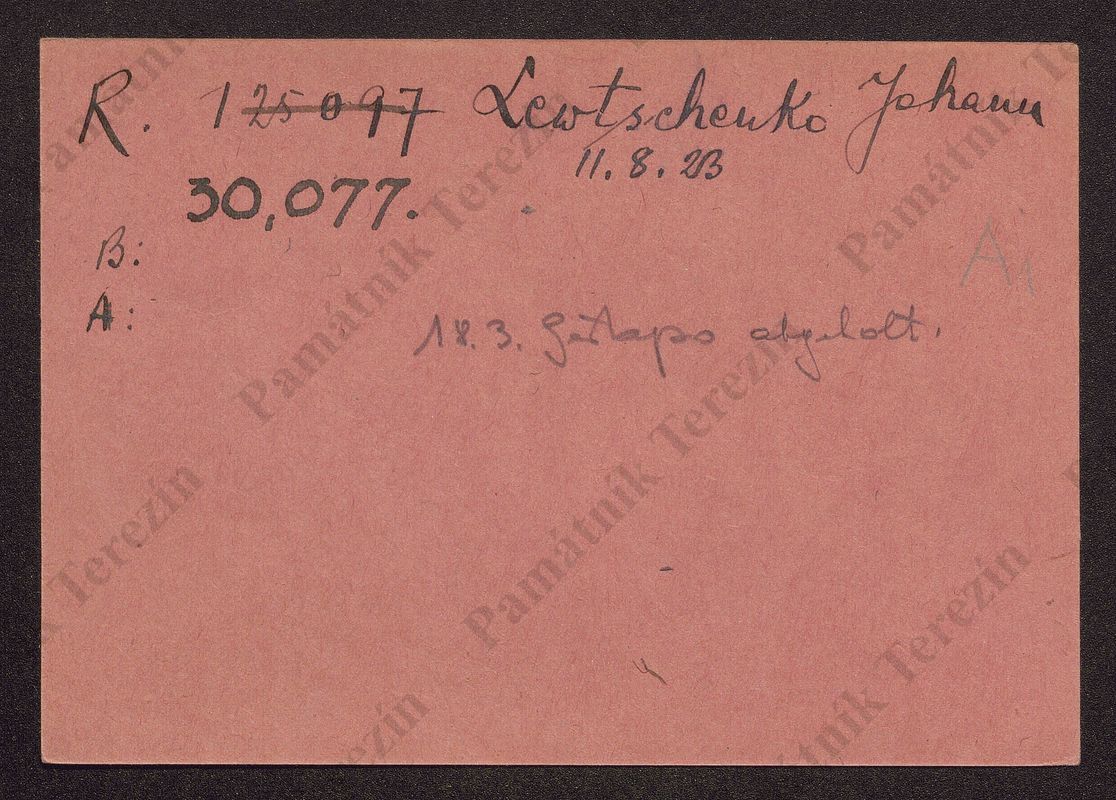 R. 125097 Lewtschenko Johann
11.8.23
30,077.
B:
A1
A:
18.3. Gestapo abgeholt.
Památník Terezín